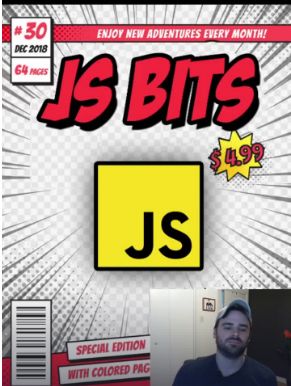 # 30
DEC 2018
64 PAGES
ENJOY NEW ADVENTURES EVERY MONTH!
JS BITS
$4.99
JS
SPECIAL EDITION
WITH COLORED PAG